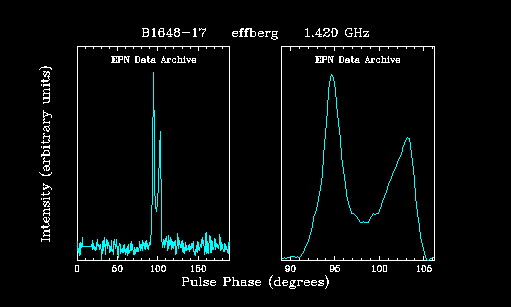 B1648-17 effberg 1.420 GHz
EPN Data Archive EPN Data Archive
Intensity (arbitrary units)
0 50 100 150 90 95 100 105
Pulse Phase (degrees)